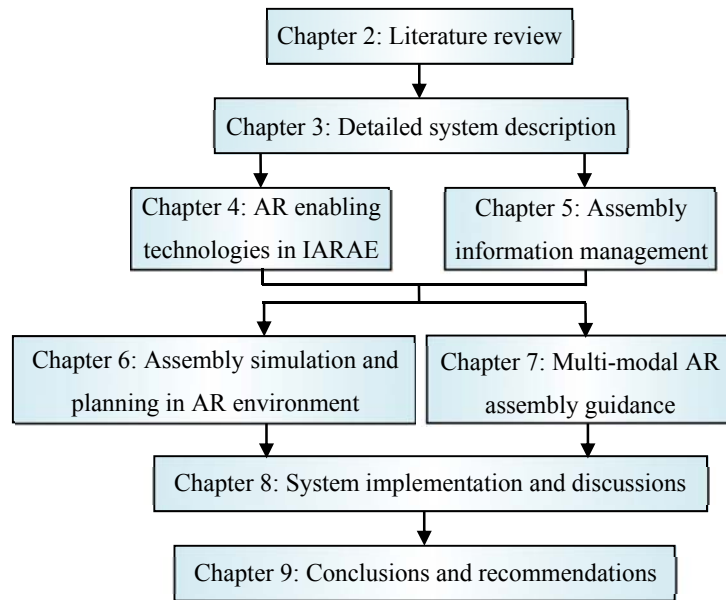 Chapter 2: Literature review
Chapter 3: Detailed system description
Chapter 4: AR enabling
technologies in IARAE
Chapter 5: Assembly
information management
Chapter 6: Assembly simulation and
planning in AR environment
Chapter 7: Multi-modal AR
assembly guidance
Chapter 8: System implementation and discussions
Chapter 9: Conclusions and recommendations